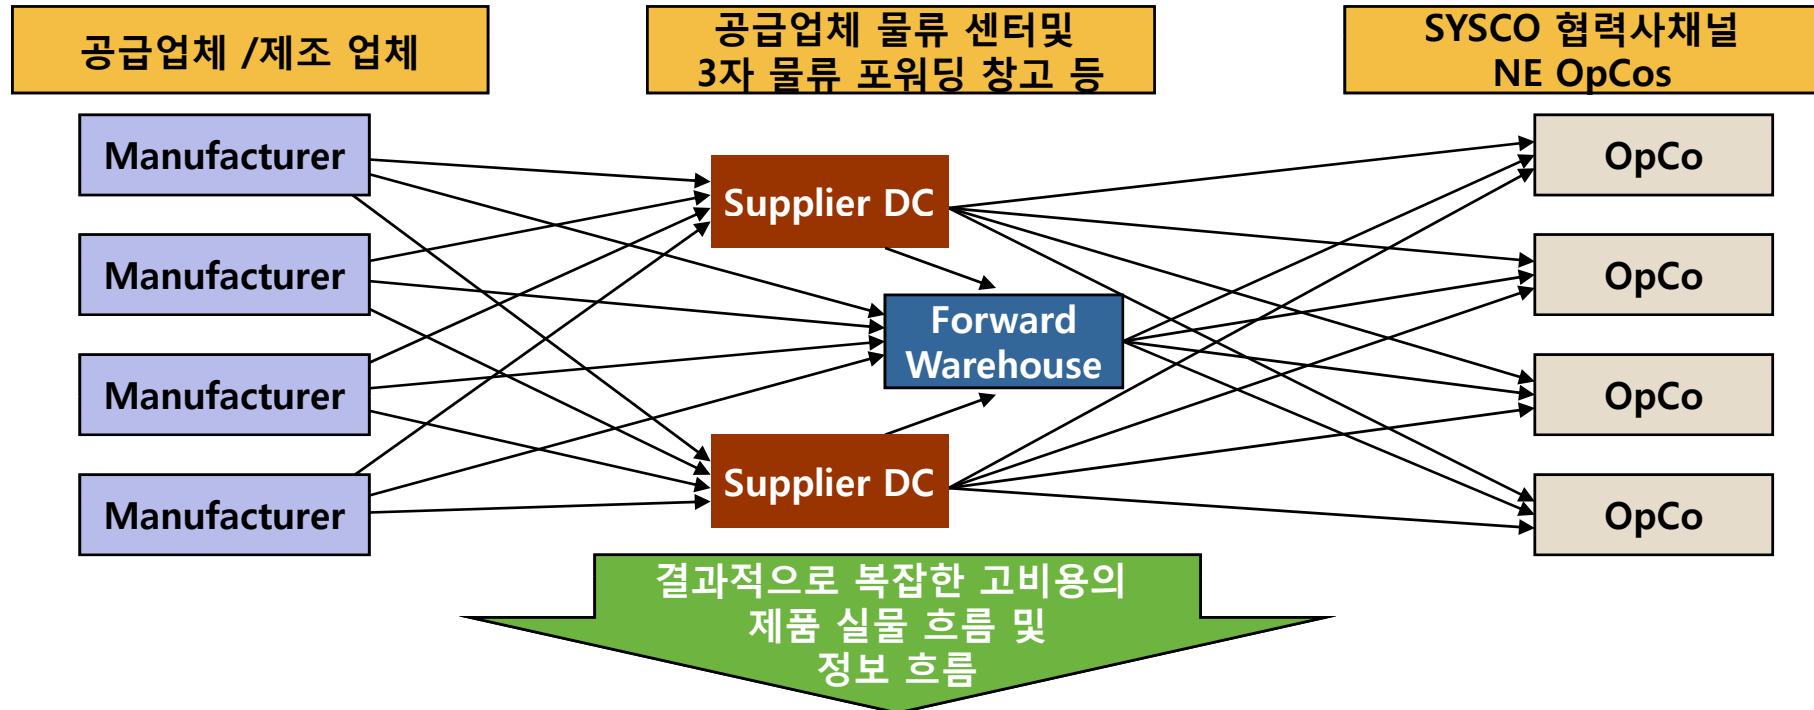 공급업체 /제조 업체
공급업체 물류 센터및
3자 물류 포워딩 창고 등
SYSCO 협력사채널
NE OpCos
Manufacturer
Manufacturer
Manufacturer
Manufacturer
Supplier DC
Forward
Warehouse
Supplier DC
OpCo
OpCo
OpCo
OpCo
결과적으로 복잡한 고비용의
제품 실물 흐름 및
정보 흐름